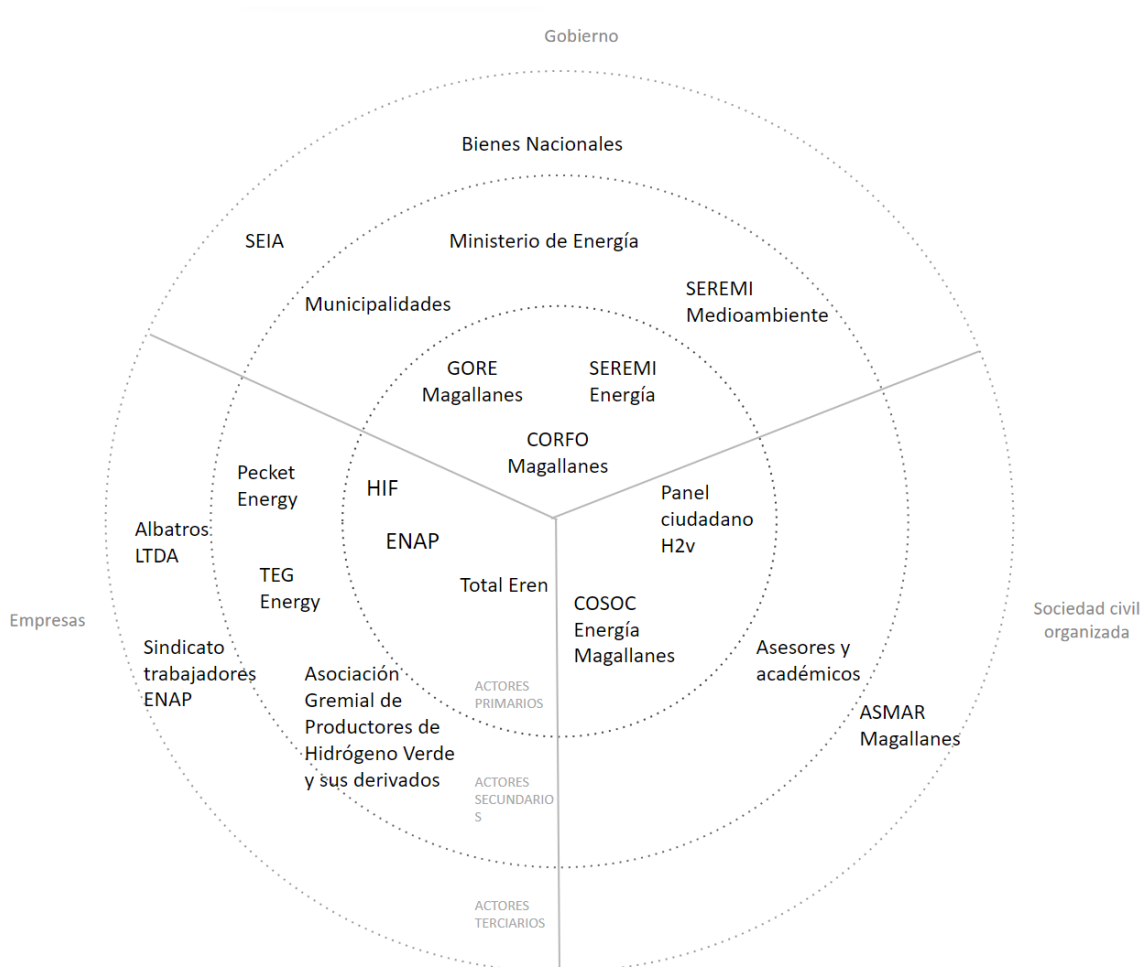 Gobierno
Bienes Nacionales
SEIA
Ministerio de Energía
Municipalidades
SEREMI
Medioambiente
GORE
Magallanes
SEREMI
Energía
CORFO
Magallanes
Pecket
Energy
HIF
Panel
ciudadano
H2v
Albatros
LTDA
ENAP
TEG
Energy
Total Eren
COSOC
Energía
Magallanes
Empresas
Sociedad civil
organizada
Sindicato
trabajadores
ENAP
Asociación
Gremial de
Productores de
Hidrógeno Verde
y sus derivados
Asesores y
académicos
ASMAR
Magallanes
ACTORES
PRIMARIOS
ACTORES
SECUNDARIO
S
ACTORES
TERCIARIOS